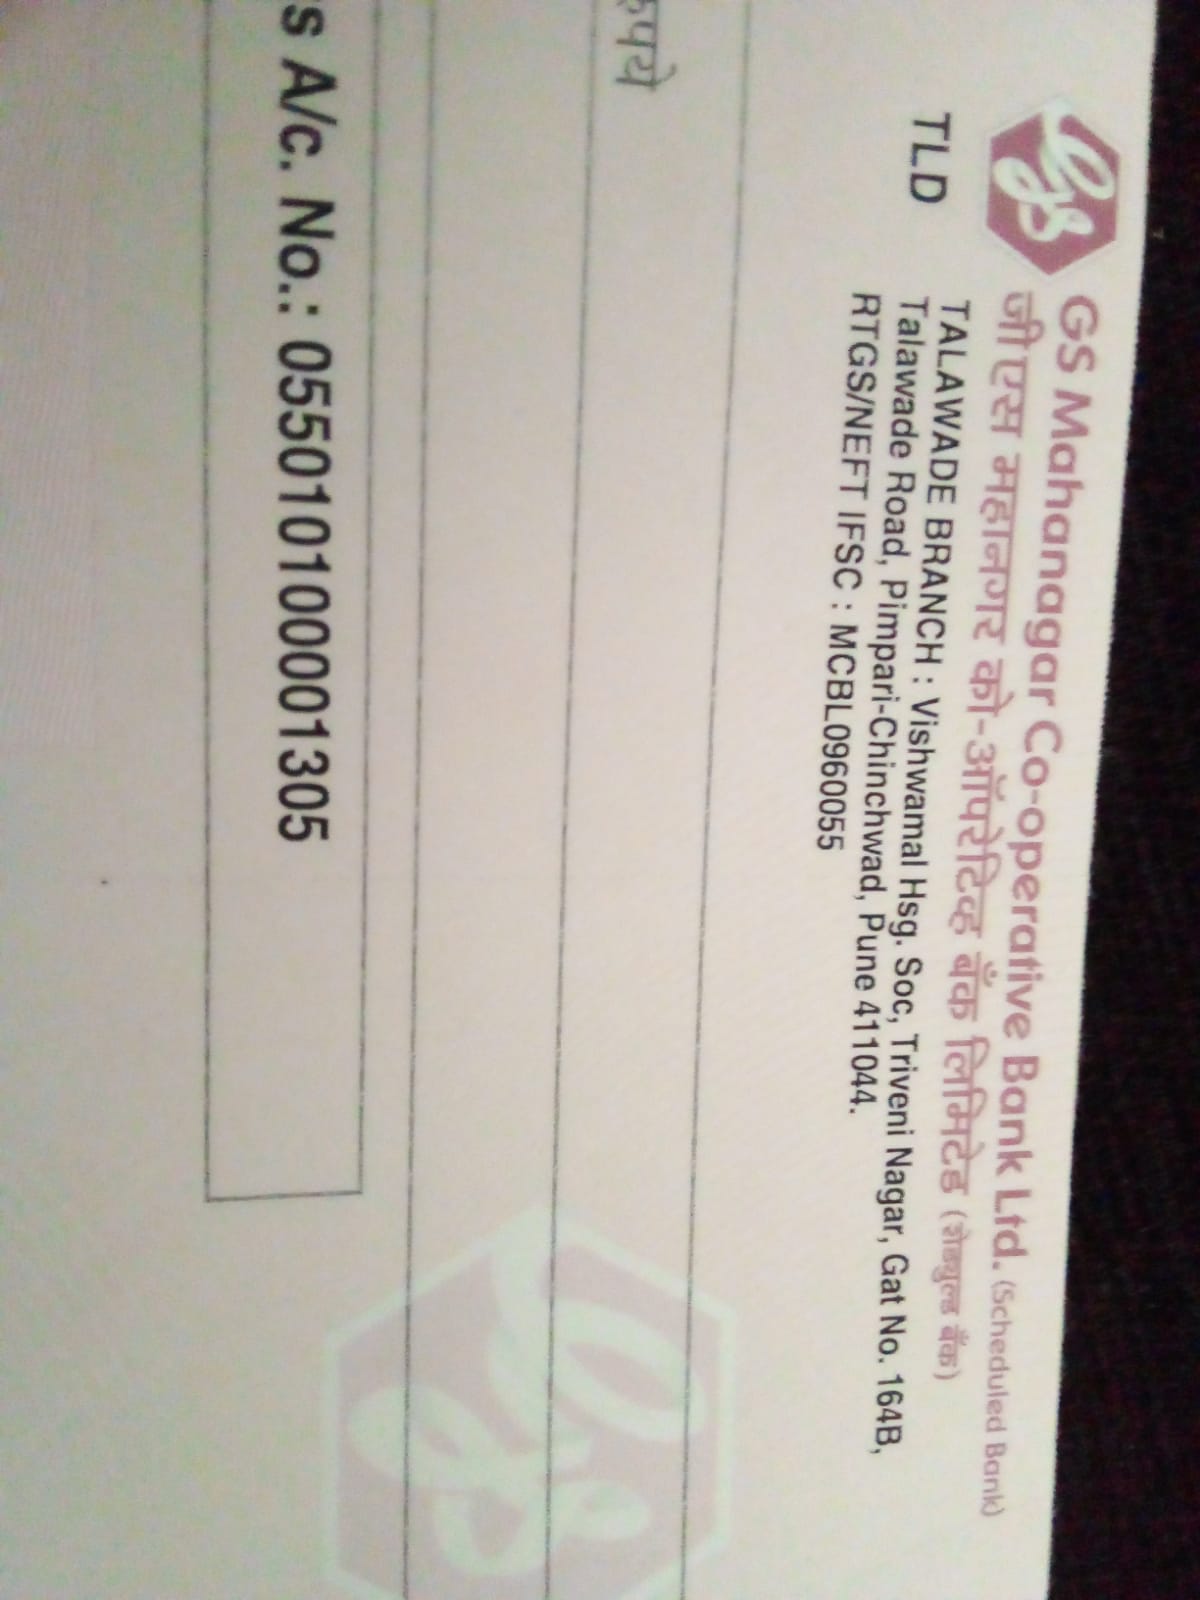 GS Mahanagar Co-operative Bank Ltd. (Scheduled Bank)
जीएस महानगर को-ऑपरेटिव्ह बँक लिमिटेड (शेड्युल्ड बँक)
TLD
TALAWADE BRANCH : Vishwamal Hsg. Soc, Triveni Nagar, Gat No. 164B,
Talawade Road, Pimpari-Chinchwad, Pune 411044.
RTGS/NEFT IFSC : MCBL0960055
रुपये
s A/c. No.: 055010100001305